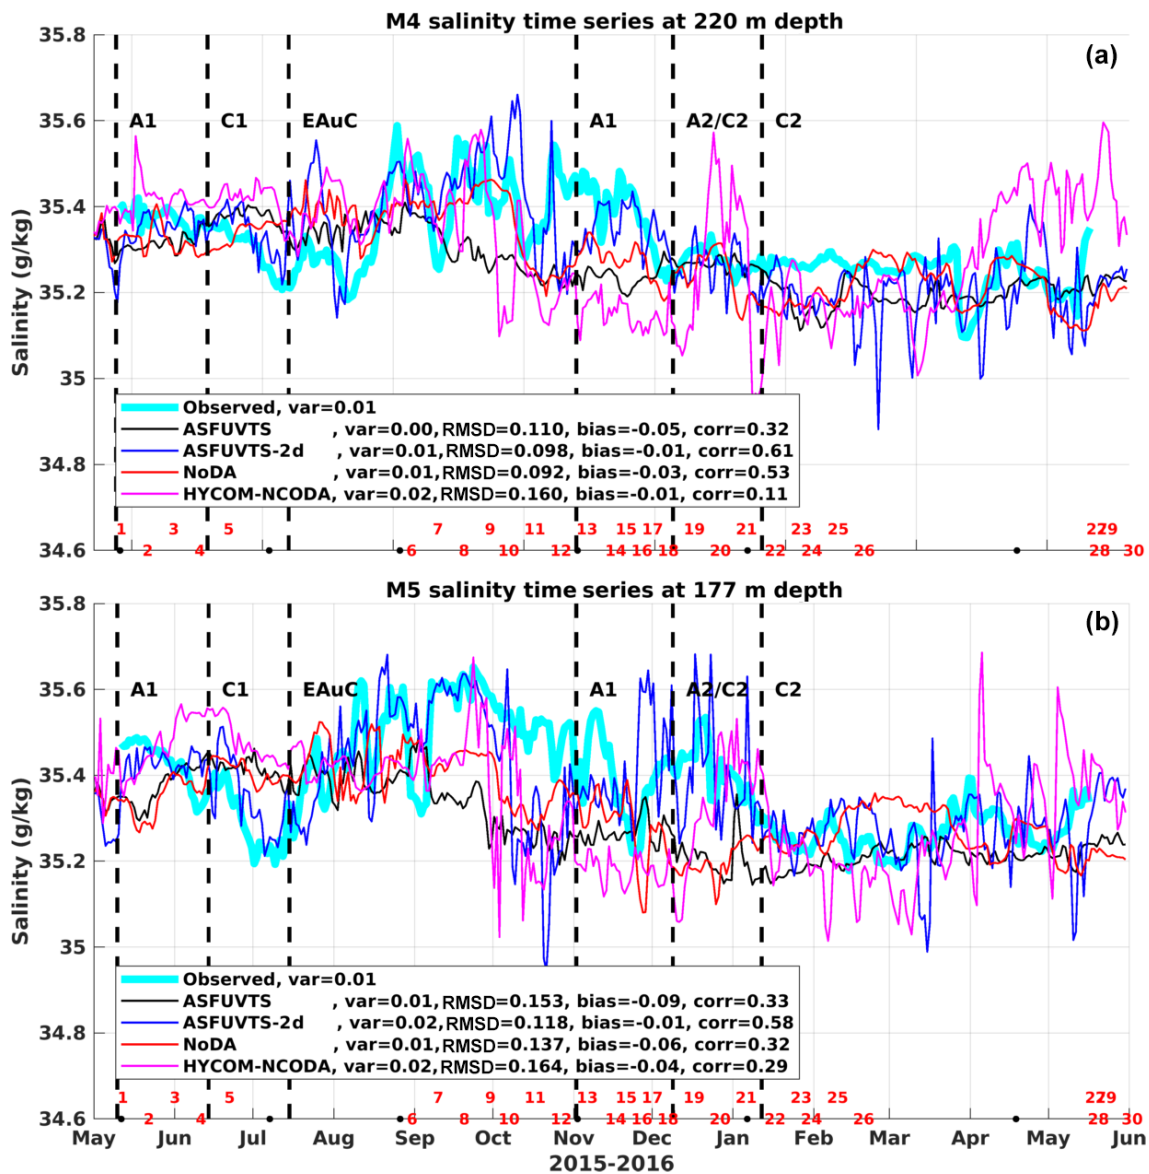 M4 salinity time series at 220 m depth
35.8
(a)
35.6
A1 C1 EAuC A1 A2/C2 C2
35.4
Salinity (g/kg)
35.2
35
Observed, var=0.01
ASFUVTS , var=0.00, RMSD=0.110, bias=-0.05, corr=0.32
ASFUVTS-2d , var=0.01, RMSD=0.098, bias=-0.01, corr=0.61
34.8
NoDA , var=0.01, RMSD=0.092, bias=-0.03, corr=0.53
HYCOM-NCODA, var=0.02, RMSD=0.160, bias=-0.01, corr=0.11
1 3 5 7 9 11 13 15 17 19 21 23 25 27 29
34.6
2 4 6 8 10 12 14 16 18 20 22 24 26 28 30
M5 salinity time series at 177 m depth
35.8
(b)
35.6
A1 C1 EAuC A1 A2/C2 C2
35.4
Salinity (g/kg)
35.2
35
Observed, var=0.01
ASFUVTS , var=0.01, RMSD=0.153, bias=-0.09, corr=0.33
ASFUVTS-2d , var=0.02, RMSD=0.118, bias=-0.01, corr=0.58
34.8
NoDA , var=0.01, RMSD=0.137, bias=-0.06, corr=0.32
HYCOM-NCODA, var=0.02, RMSD=0.164, bias=-0.04, corr=0.29
1 3 5 7 9 11 13 15 17 19 21 23 25 27 29
34.6
2 4 6 8 10 12 14 16 18 20 22 24 26 28 30
May Jun Jul Aug Sep Oct Nov Dec Jan Feb Mar Apr May Jun
2015-2016